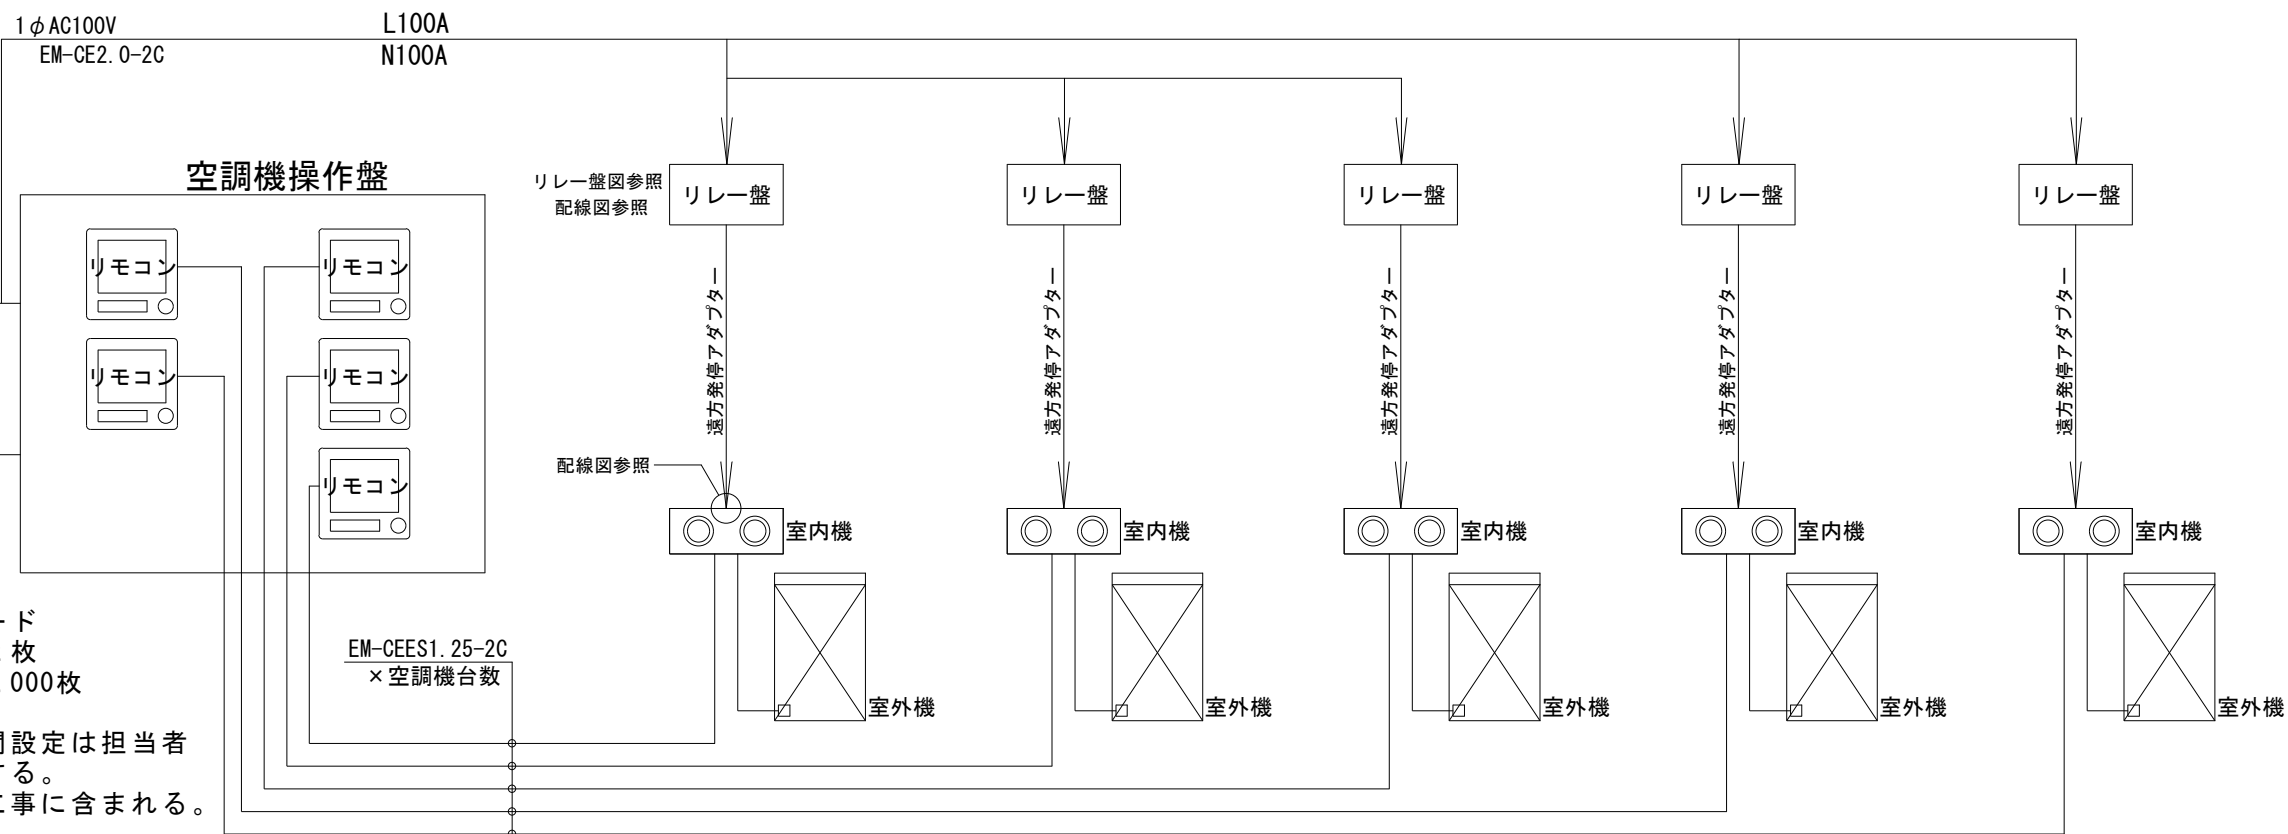 1φAC100V
L100A
EM-CE2.0-2C
N100A
空調機操作盤
リモコン
リモコン
リモコン
リモコン
リモコン
リレー盤図参照
配線図参照
リレー盤
リレー盤
リレー盤
リレー盤
リレー盤
遠方発停アダプター
遠方発停アダプター
遠方発停アダプター
遠方発停アダプター
遠方発停アダプター
配線図参照
室内機
室内機
室内機
室内機
室内機
室外機
室外機
室外機
室外機
室外機
EM-CEES1.25-2C
×空調機台数
ード
枚
000枚
設定は担当者
る。
事に含まれる。